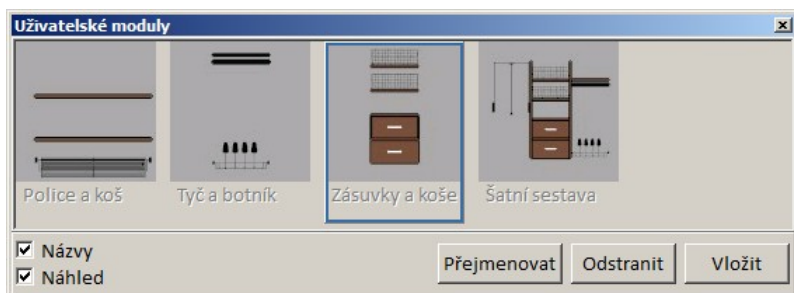 Uživatelské moduly
Police a koš
Tyč a botník
Zásuvky a koše
Šatní sestava
Názvy
Náhled
Přejmenovat
Odstranit
Vložit